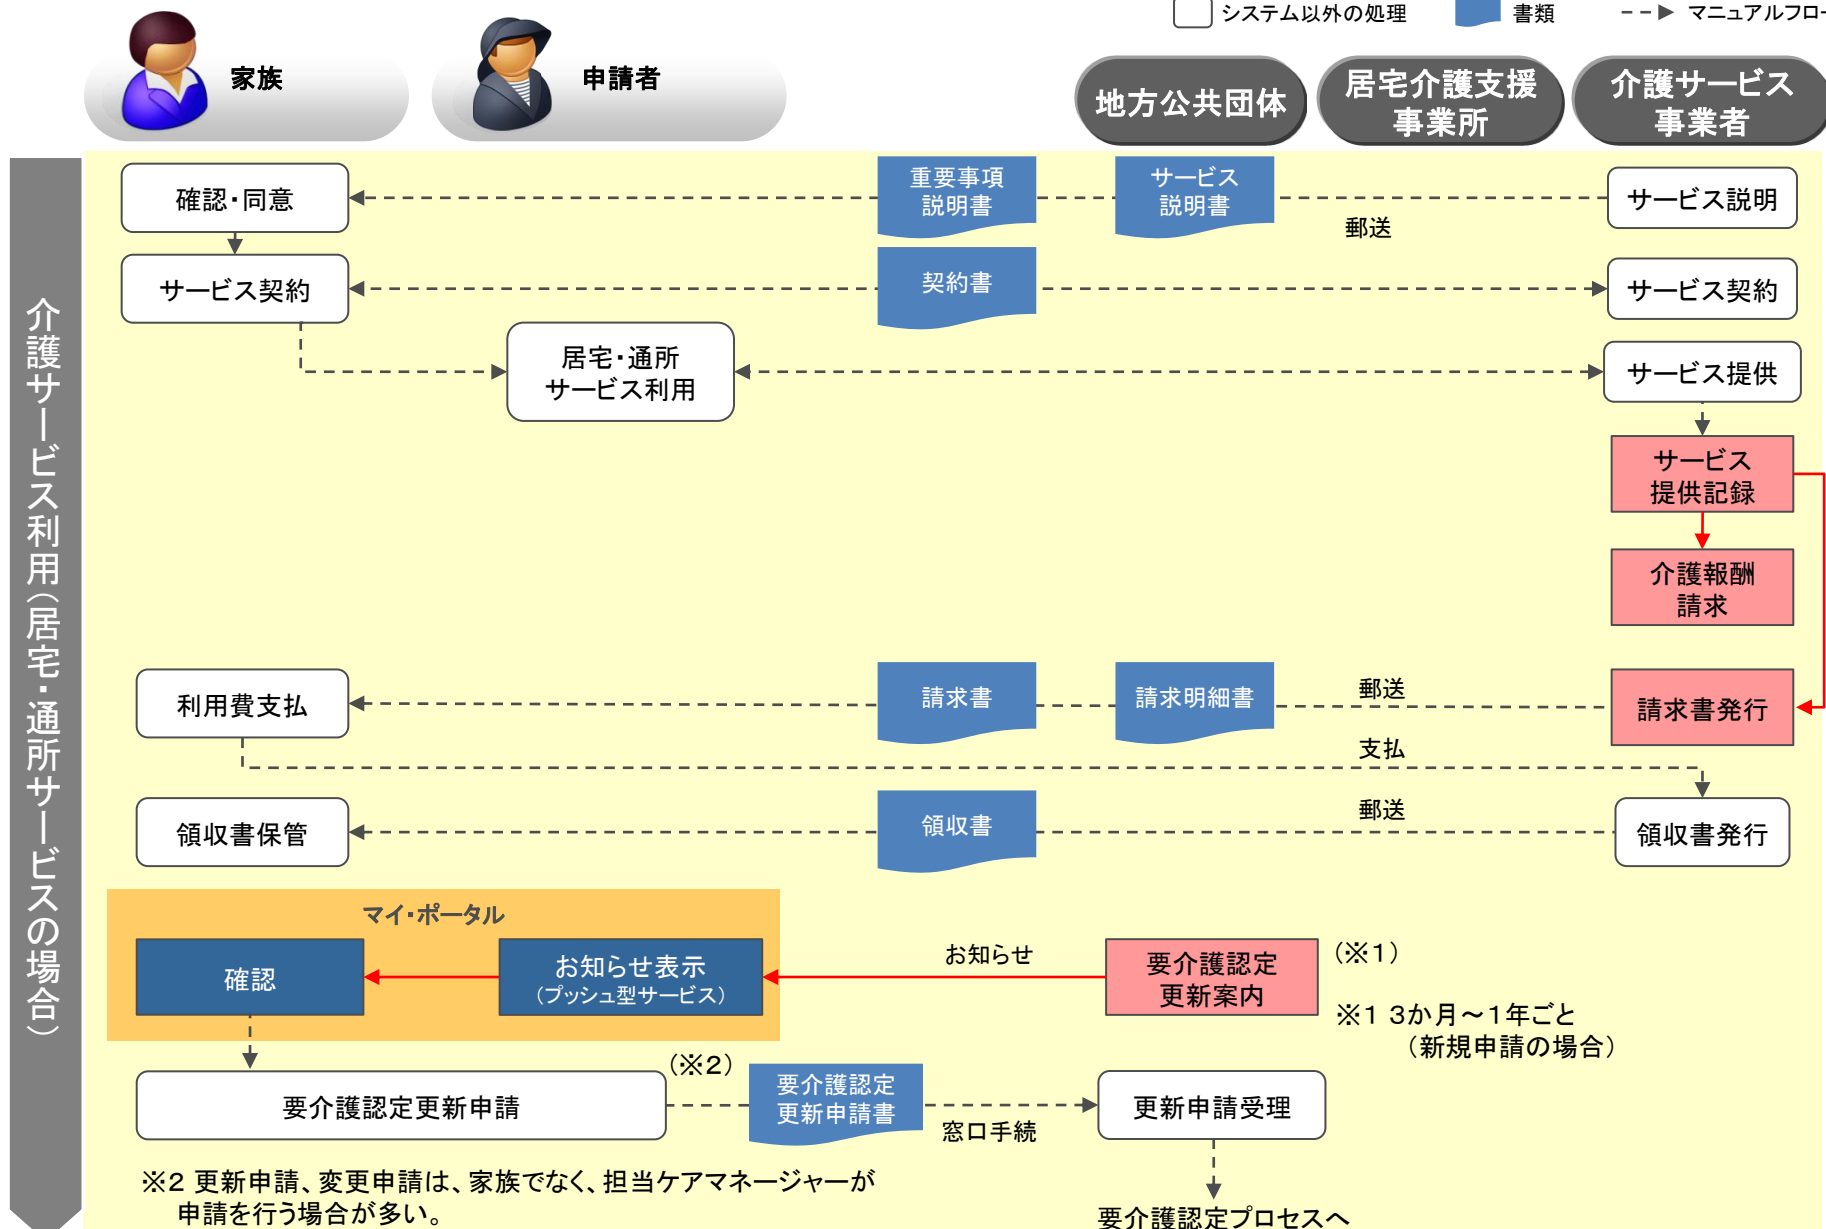 システム以外の処理
書類
マニュアルフロー
家族
申請者
地方公共団体
居宅介護支援
事業所
介護サービス
事業者
介護サービス利用（居宅・通所サービスの場合）
確認・同意
重要事項
説明書
サービス
説明書
郵送
サービス説明
サービス契約
契約書
サービス契約
居宅・通所
サービス利用
サービス提供
サービス
提供記録
介護報酬
請求
利用費支払
請求書
請求明細書
郵送
請求書発行
支払
領収書保管
領収書
郵送
領収書発行
マイ・ポータル
確認
お知らせ表示
（プッシュ型サービス）
お知らせ
要介護認定
更新案内
（※１）
※１ ３か月～１年ごと
（新規申請の場合）
（※２）
要介護認定更新申請
要介護認定
更新申請書
窓口手続
更新申請受理
※２ 更新申請、変更申請は、家族でなく、担当ケアマネージャーが
申請を行う場合が多い。
要介護認定プロセスへ